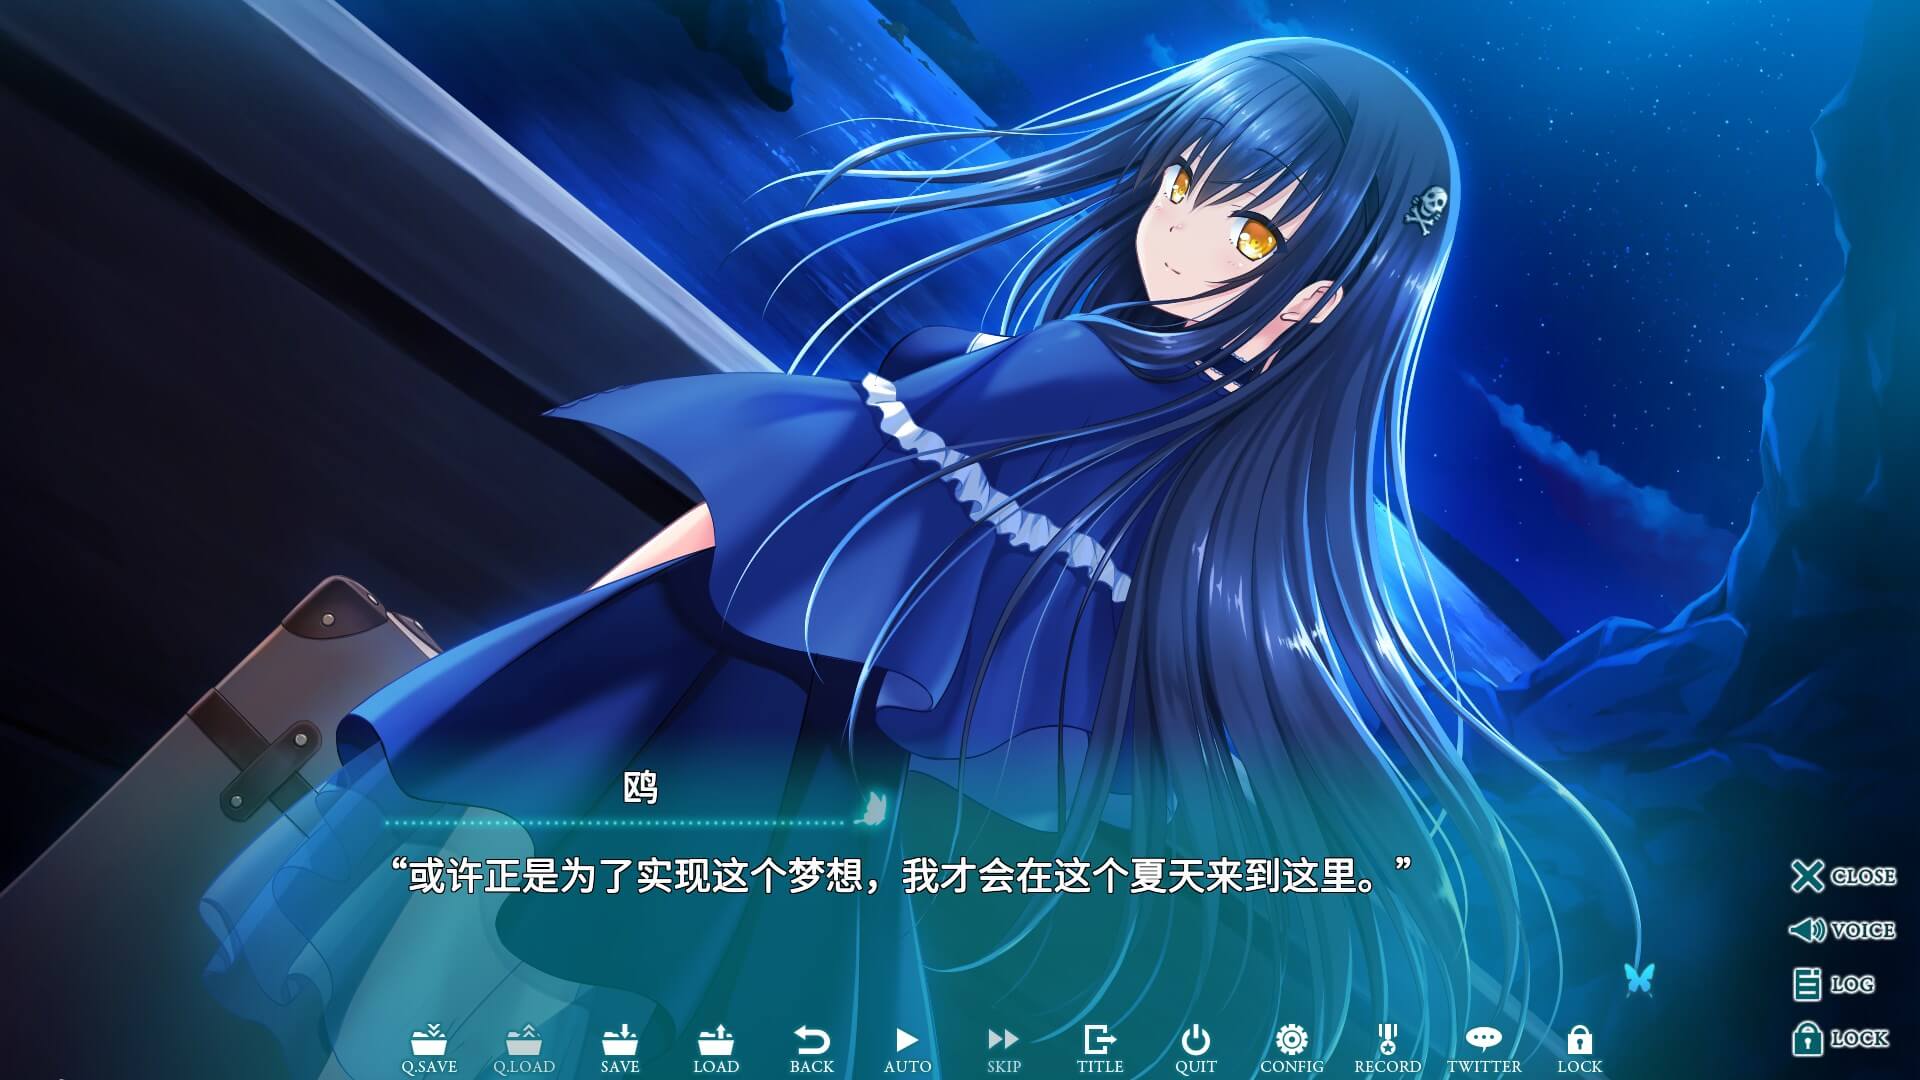 鸥
“或许正是为了实现这个梦想，我才会在这个夏天来到这里。”
CLOSE
VOICE
LOG
LOCK
Q.SAVE Q.LOAD SAVE LOAD BACK AUTO SKIP TITLE QUIT CONFIG RECORD TWITTER LOCK